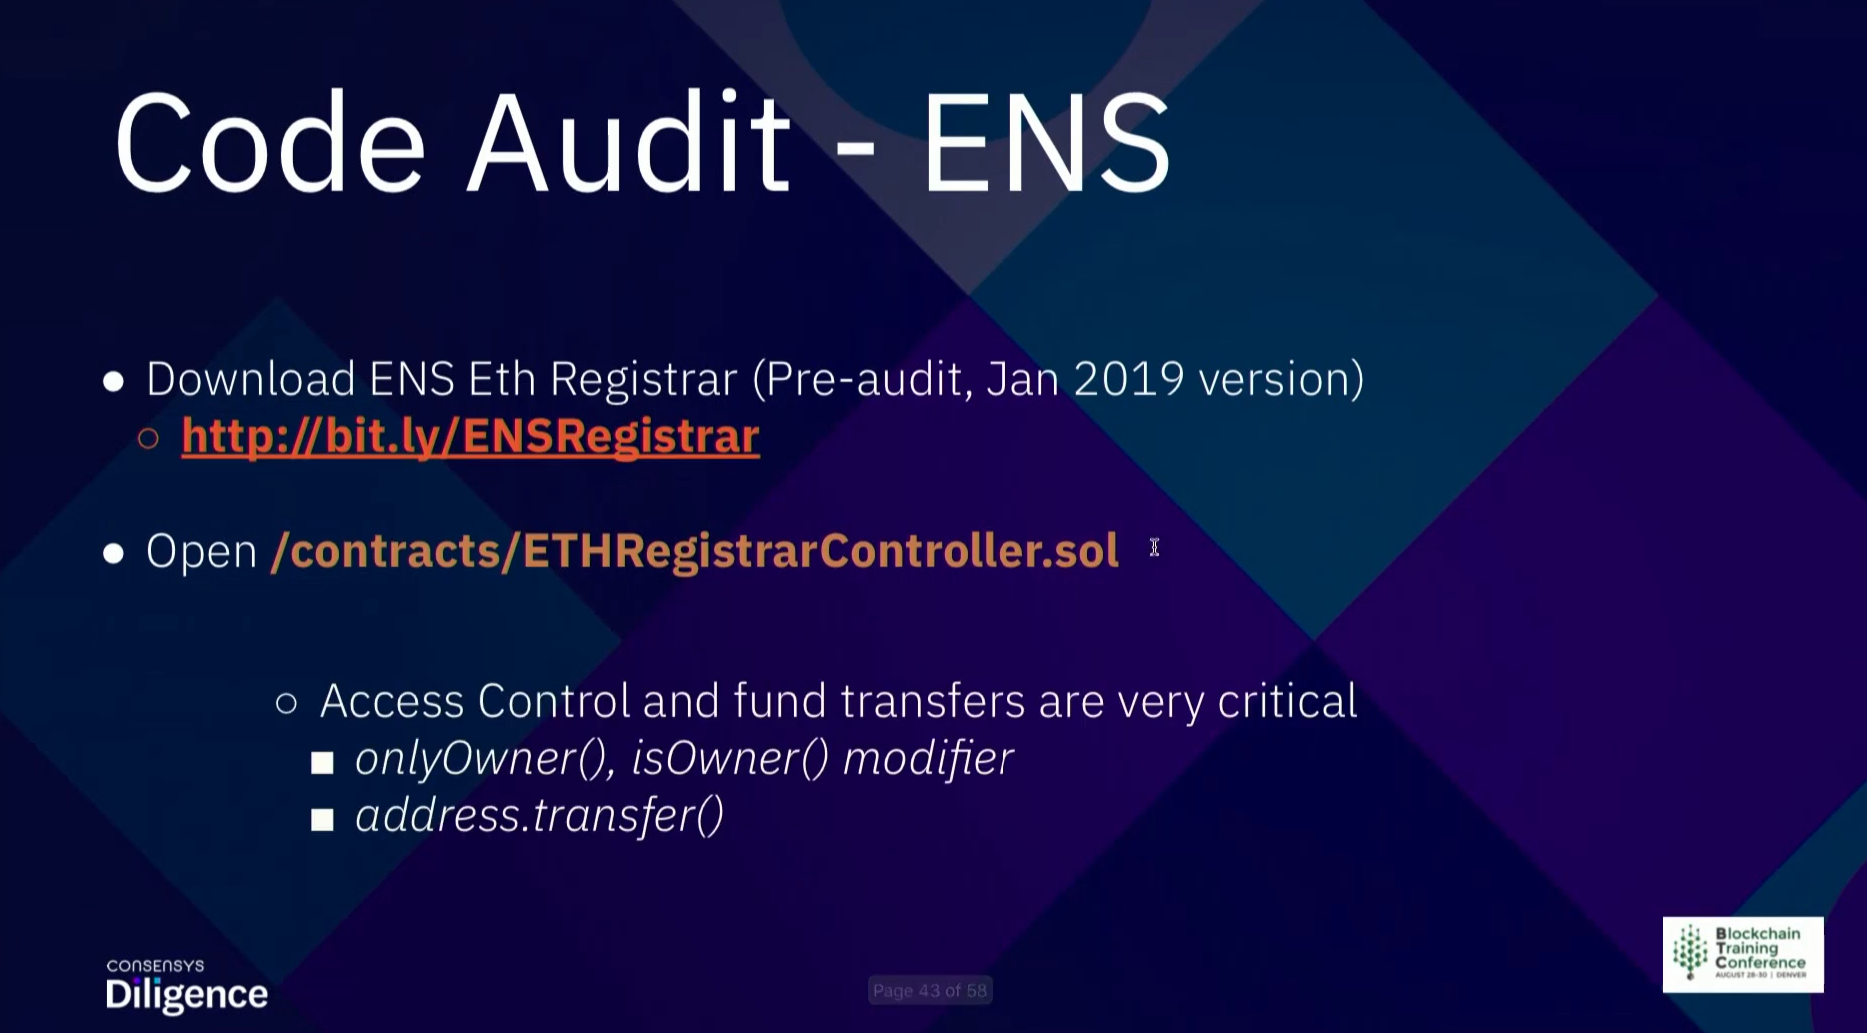 Code Audit - ENS
● Download ENS Eth Registrar (Pre-audit, Jan 2019 version)
○ http://bit.ly/ENSRegistrar
● Open /contracts/ETHRegistrarController.sol
○ Access Control and fund transfers are very critical
■ onlyOwner(), isOwner() modifier
■ address.transfer()
CONSENSYS
Diligence
Page 43 of 58
Blockchain
Training
Conference
AUGUST 28-30 | DENVER